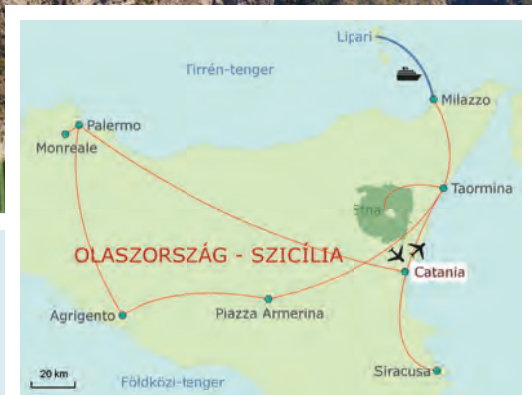 Lipari
Tirrén-tenger
Milazzo
Palermo
Monreale
Taormina
Etna
OLASZORSZÁG - SZICÍLIA
Catania
Agrigento
Piazza Armerina
Siracusa
20 km
Földközi-tenger